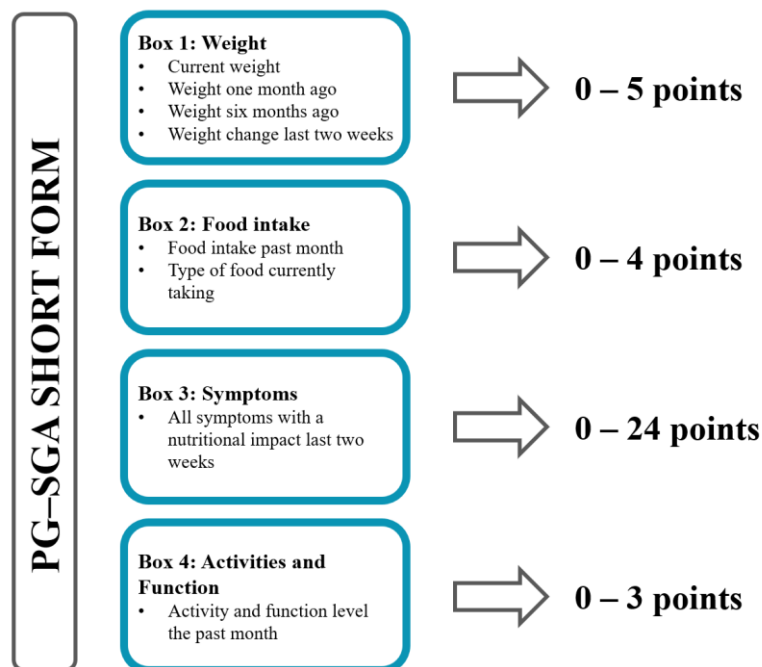 PG–SGA SHORT FORM
Box 1: Weight
• Current weight
• Weight one month ago
• Weight six months ago
• Weight change last two weeks
0 – 5 points
Box 2: Food intake
• Food intake past month
• Type of food currently
taking
0 – 4 points
Box 3: Symptoms
• All symptoms with a
nutritional impact last two
weeks
0 – 24 points
Box 4: Activities and
Function
• Activity and function level
the past month
0 – 3 points